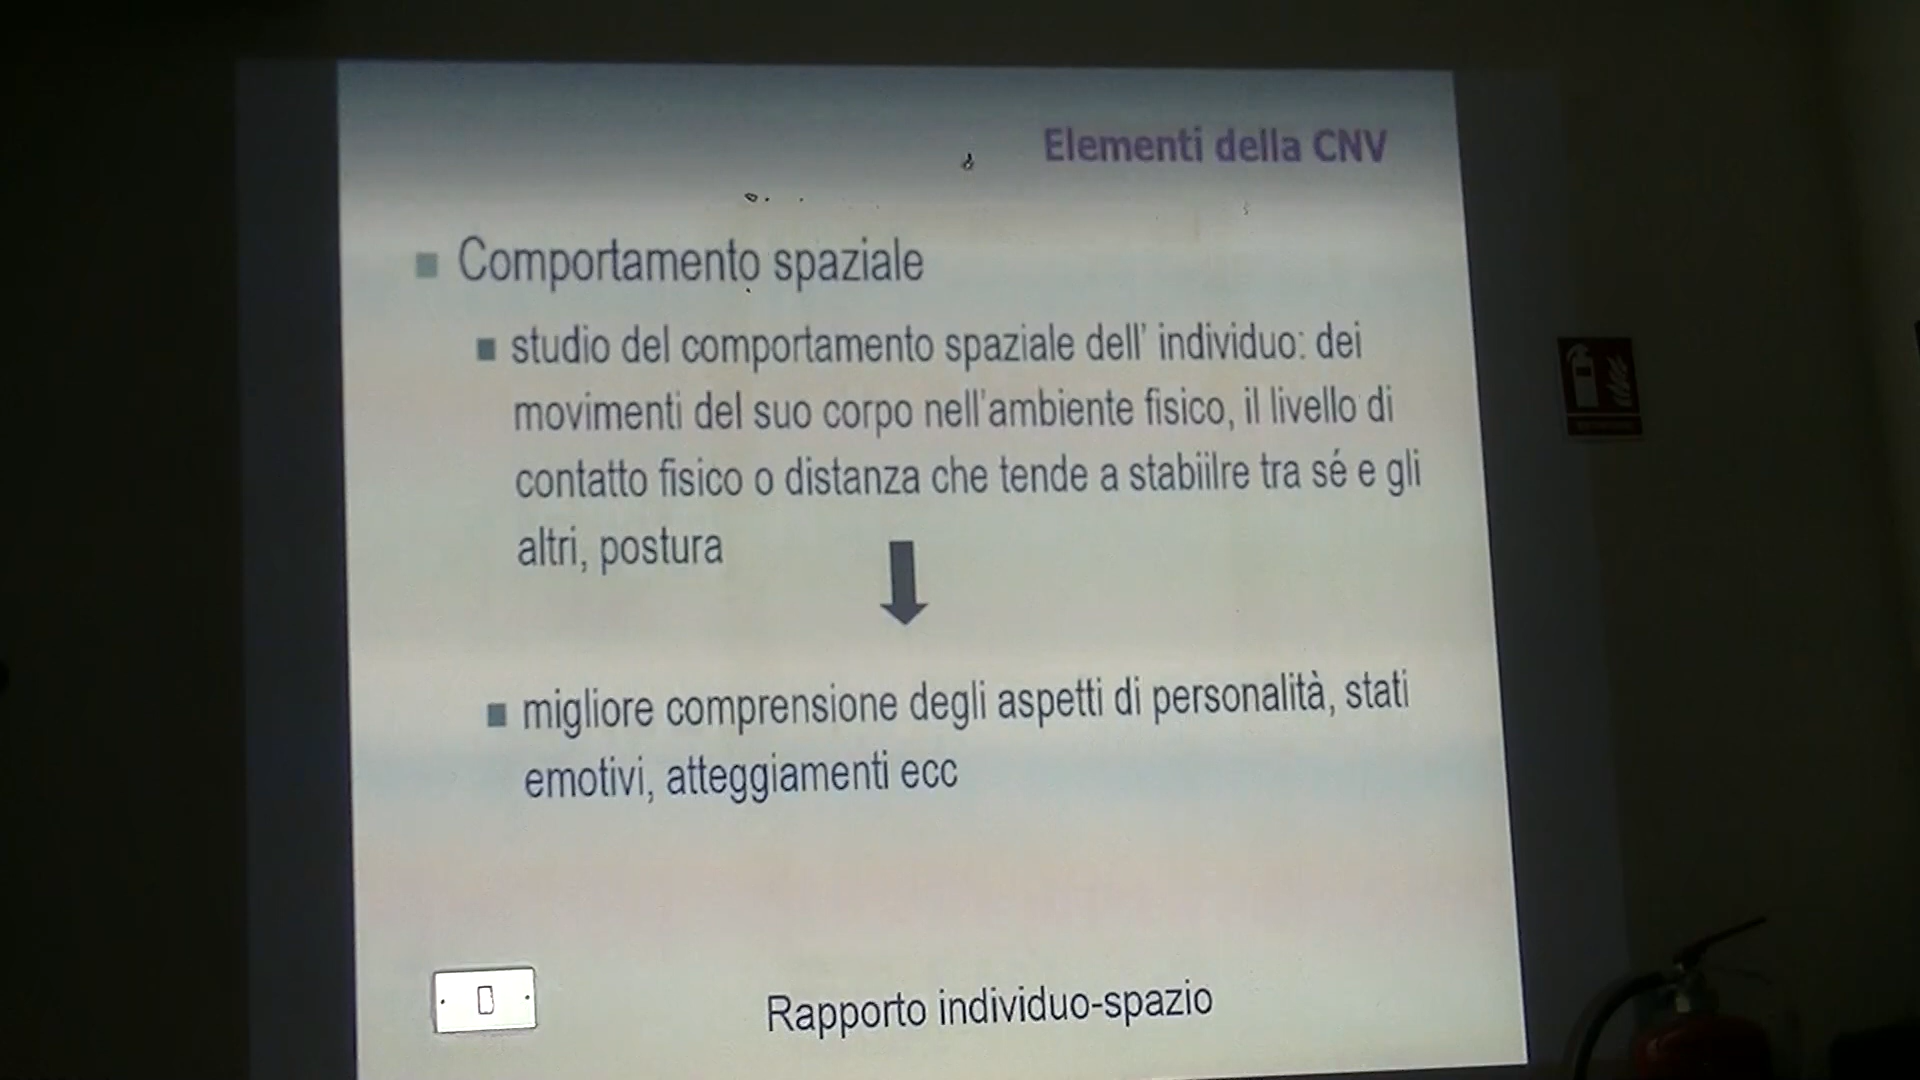 Elementi della CNV
Comportamento spaziale
studio del comportamento spaziale dell' individuo: dei
movimenti del suo corpo nell'ambiente fisico, il livello di
contatto fisico o distanza che tende a stabiilre tra sé e gli
altri, postura
migliore comprensione degli aspetti di personalità, stati
emotivi, atteggiamenti ecc
Rapporto individuo-spazio